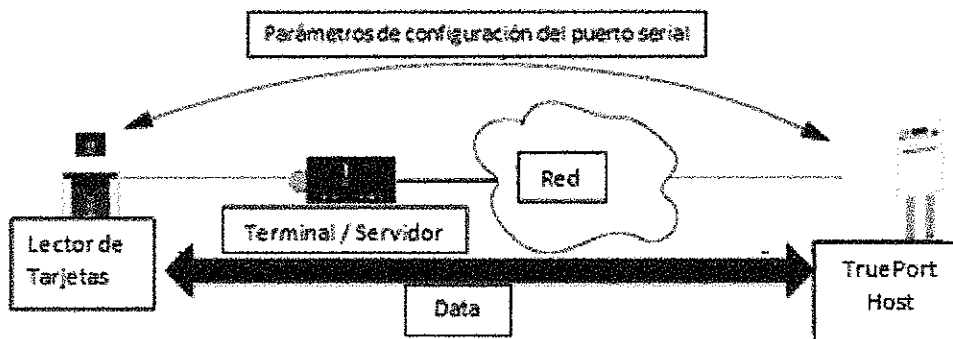 Parámetros de configuración del puerto serial
Red
Terminal / Servidor
Lector de
Tarjetas
TruePort
Host
Data